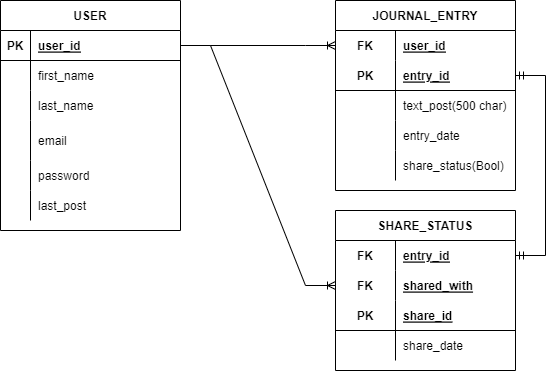 USER
PK user_id
first_name
last_name
email
password
last_post
JOURNAL_ENTRY
FK user_id
PK entry_id
text_post(500 char)
entry_date
share_status(Bool)
SHARE_STATUS
FK entry_id
FK shared_with
PK share_id
share_date